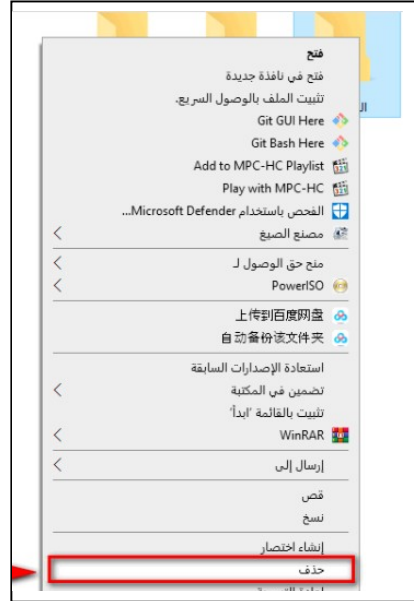 فتح
فتح في نافذة جديدة
تثبيت الملف بالوصول السريع.
Git GUI Here
Git Bash Here
Add to MPC-HC Playlist
Play with MPC-HC
الفحص باستخدام Microsoft Defender...
مصنع الصيغ
منح حق الوصول لـ
PowerISO
上传到百度网盘
自动备份该文件夹
استعادة الإصدارات السابقة
تضمين في المكتبة
تثبيت بالقائمة "ابدأ"
WinRAR
إرسال إلى
قص
نسخ
إنشاء اختصار
حذف